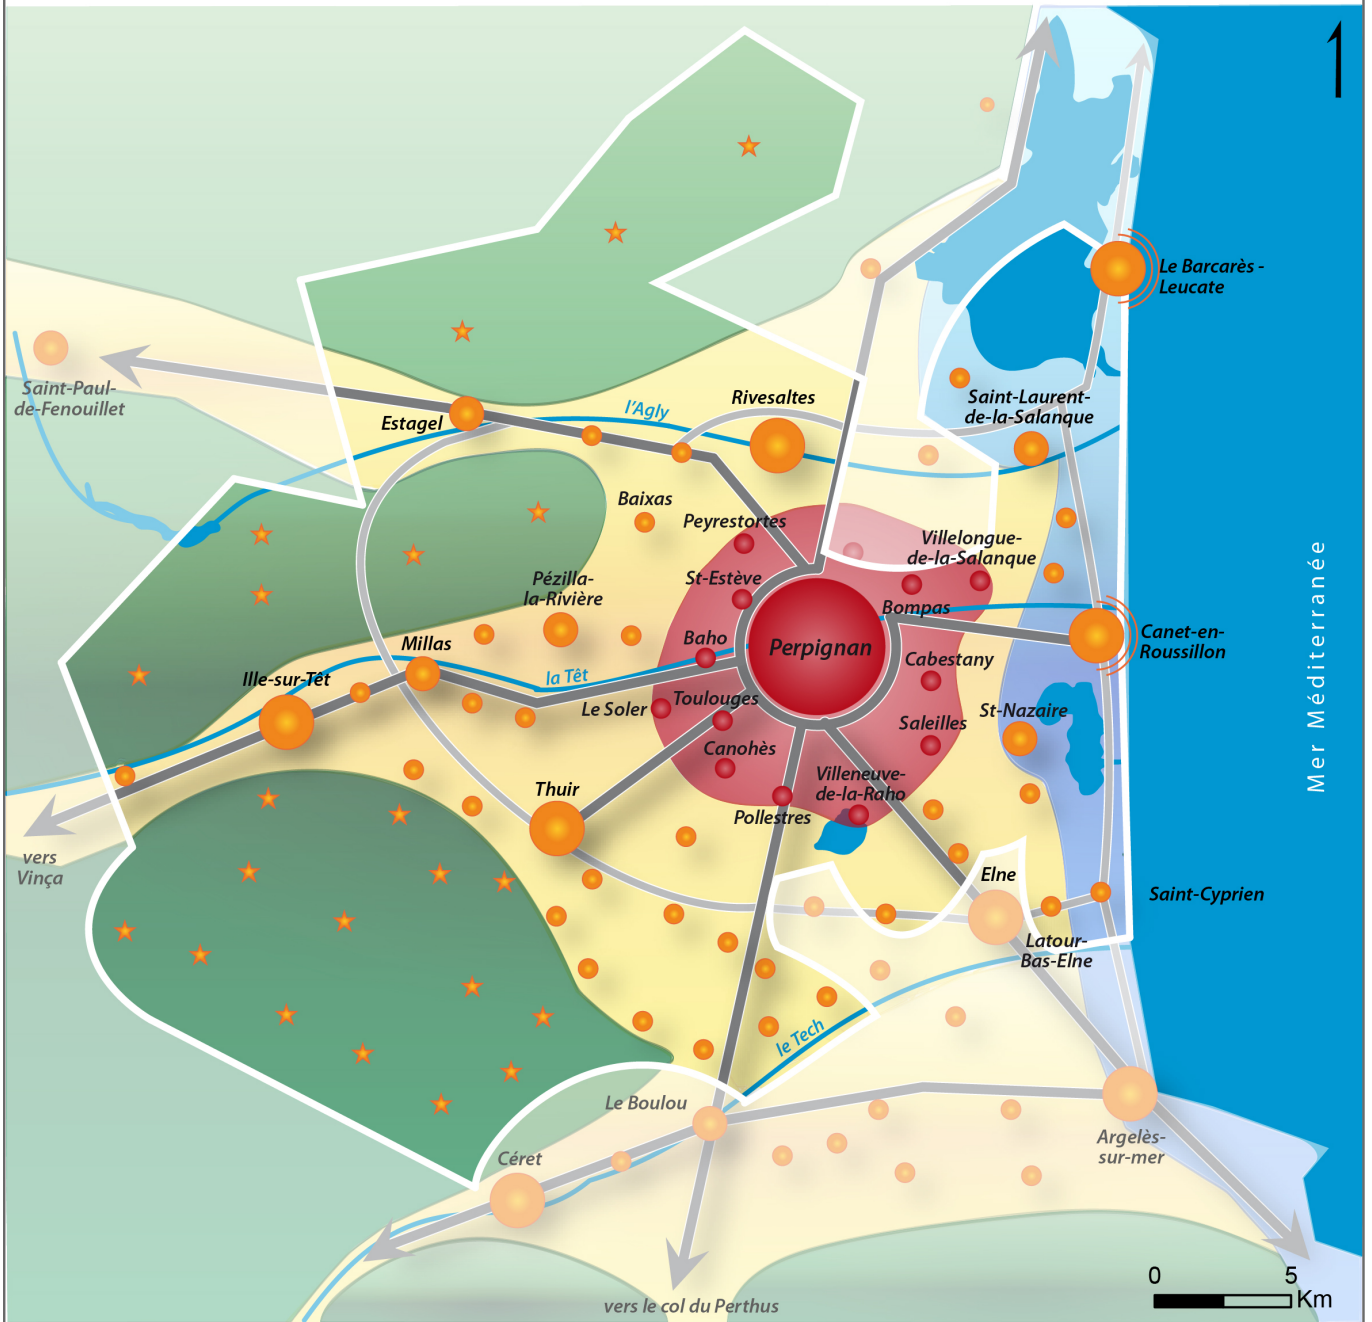 Le Barcarès -
Leucate
Saint-Paul-
de-Fenouillet
Estagel
l'Agly
Rivesaltes
Saint-Laurent-
de-la-Salanque
Baixas
Peyrestortes
Villelongue-
de-la-Salanque
Pézilla-
la-Rivière
St-Estève
Bompas
Millas
Baho
Perpignan
Canet-en-
Roussillon
Ille-sur-Têt
la Têt
Cabestany
Le Soler
Toulouges
Saleilles
St-Nazaire
Canohès
Mer Méditerranée
Thuir
Villeneuve-
de-la-Raho
Pollestres
vers
Vinça
Elne
Saint-Cyprien
Latour-
Bas-Elne
le Tech
Le Boulou
Céret
Argelès-
sur-mer
0 5
Km
vers le col du Perthus